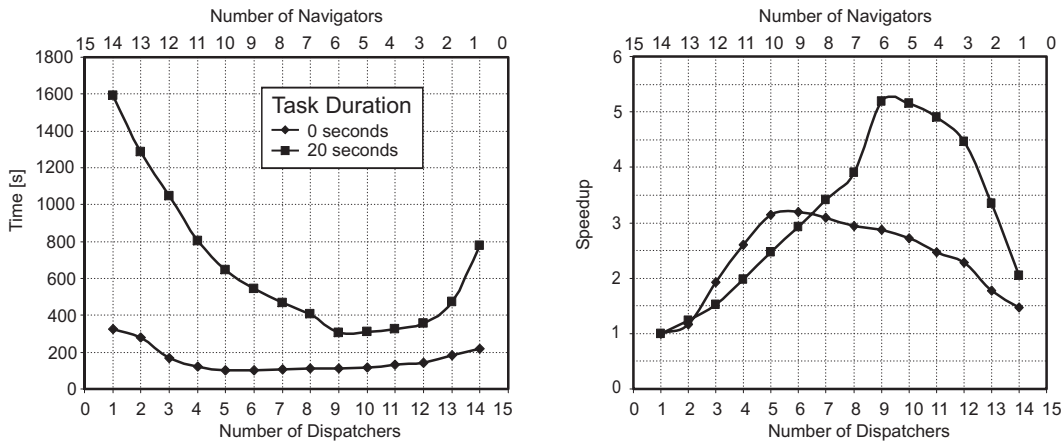 Number of Navigators
15 14 13 12 11 10 9 8 7 6 5 4 3 2 1 0
1800
1600
1400
1200
1000
800
600
400
200
0
Time [s]
Task Duration
0 seconds
20 seconds
0 1 2 3 4 5 6 7 8 9 10 11 12 13 14 15
Number of Dispatchers
Number of Navigators
15 14 13 12 11 10 9 8 7 6 5 4 3 2 1 0
6
5
4
3
2
1
0
Speedup
0 1 2 3 4 5 6 7 8 9 10 11 12 13 14 15
Number of Dispatchers